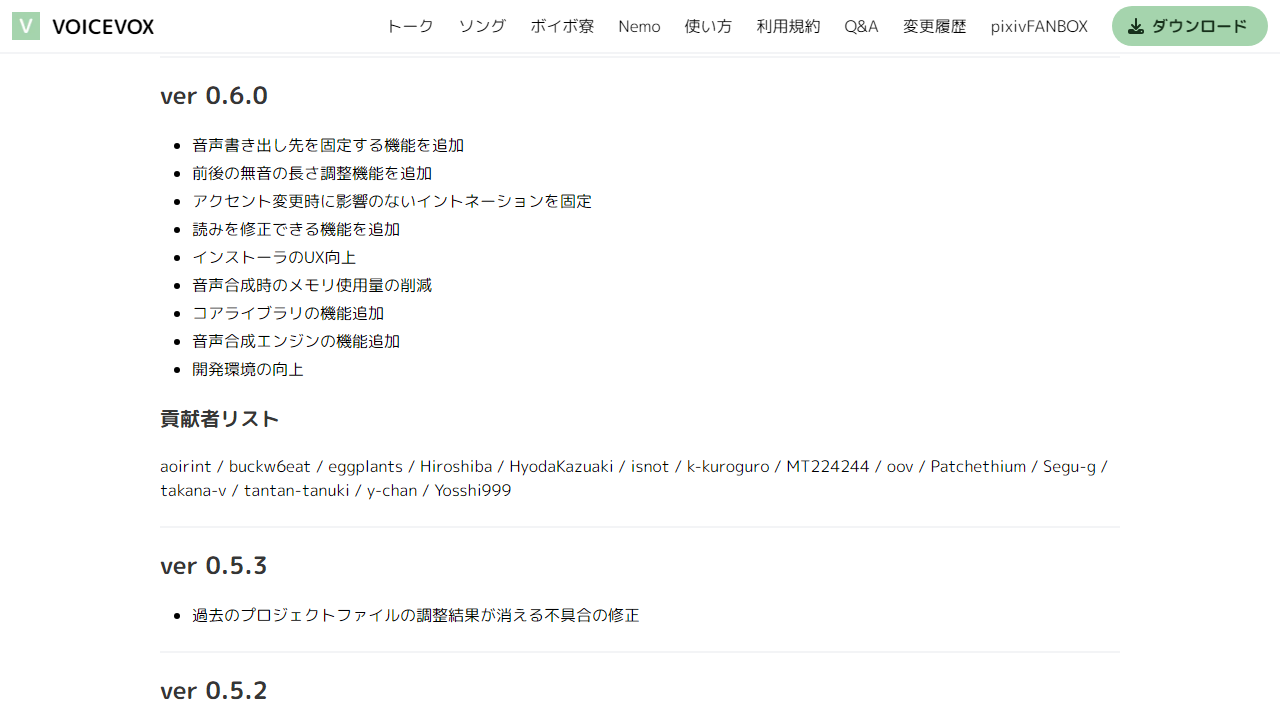 V VOICEVOX トーク ソング ボイボ寮 Nemo 使い方 利用規約 Q&A 変更履歴 pixivFANBOX ダウンロード
ver 0.6.0
音声書き出し先を固定する機能を追加
前後の無音の長さ調整機能を追加
アクセント変更時に影響のないイントネーションを固定
読みを修正できる機能を追加
インストーラのUX向上
音声合成時のメモリ使用量の削減
コアライブラリの機能追加
音声合成エンジンの機能追加
開発環境の向上
貢献者リスト
aoirint / buckw6eat / eggplants / Hiroshiba / HyodaKazuaki / isnot / k-kuroguro / MT224244 / oov / Patchethium / Segu-g /
takana-v / tantan-tanuki / y-chan / Yosshi999
ver 0.5.3
過去のプロジェクトファイルの調整結果が消える不具合の修正
ver 0.5.2